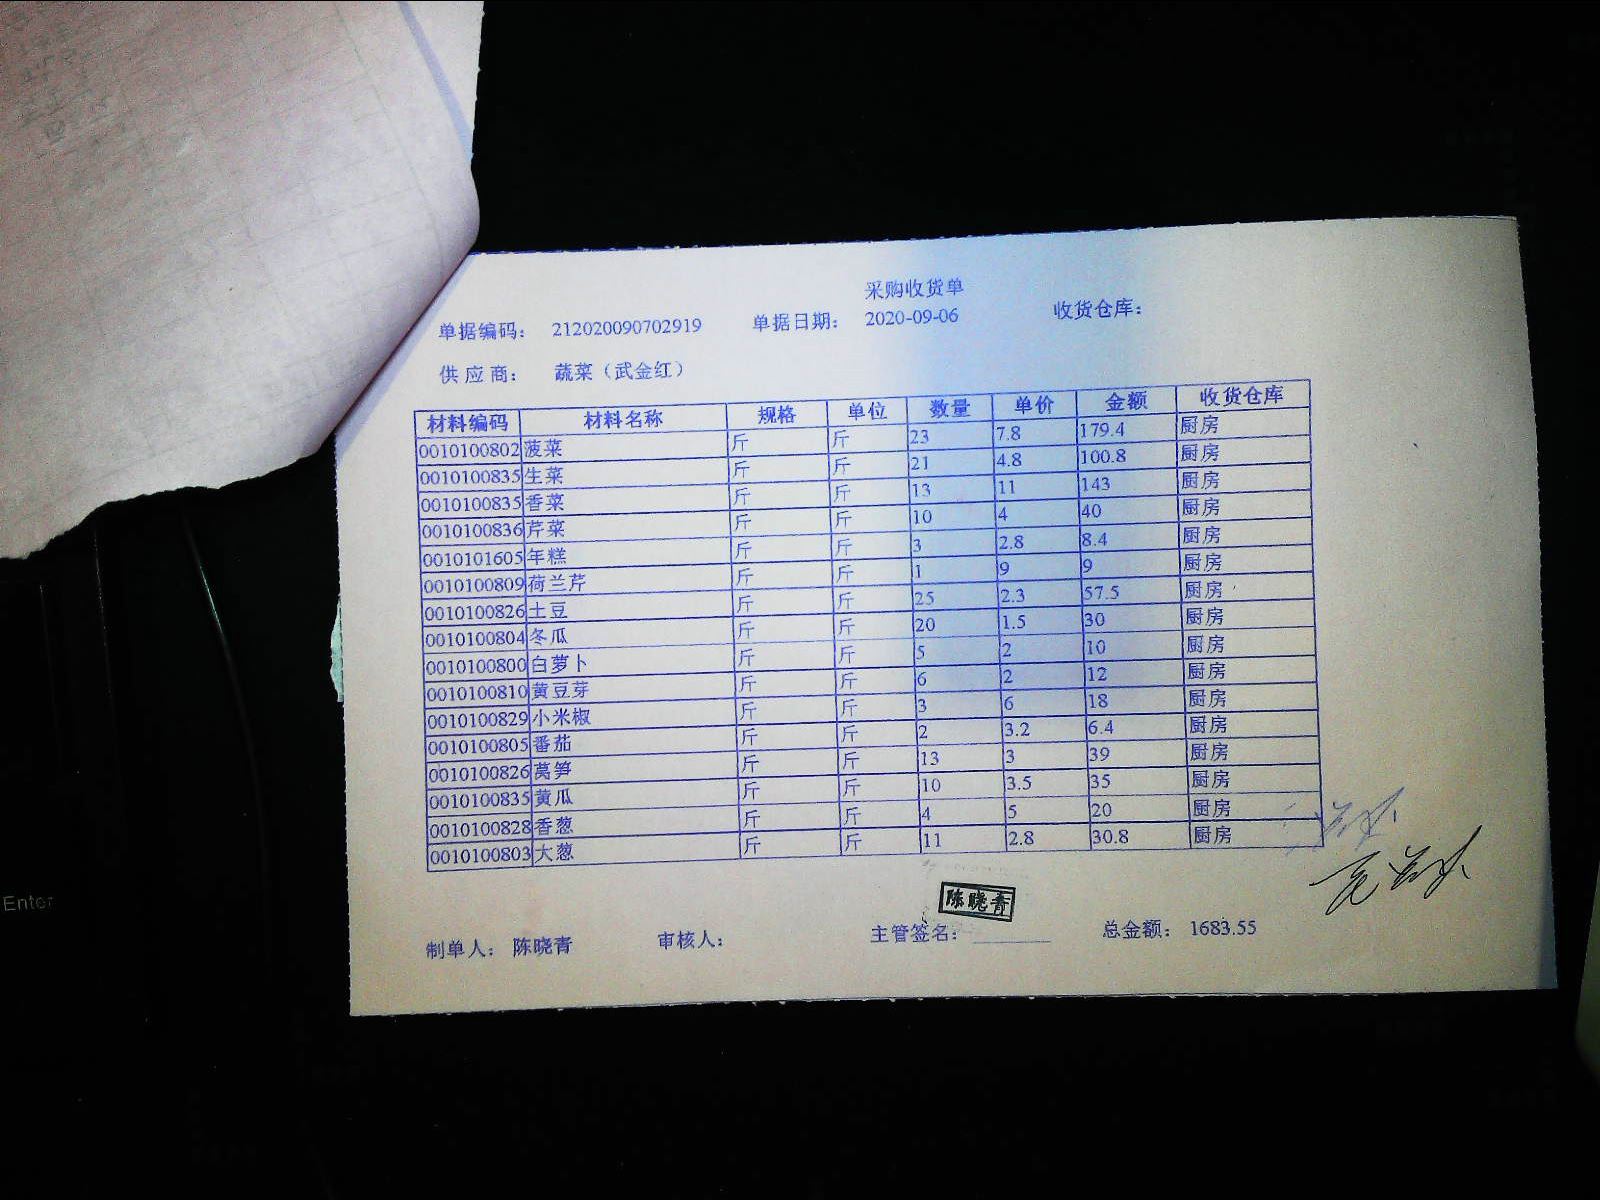 采购收货单
单据编码： 212020090702919 单据日期： 2020-09-06 收货仓库：
供应商： 蔬菜（武金红）
材料编码 材料名称 规格 单位 数量 单价 金额 收货仓库
0010100802 菠菜 斤 斤 23 7.8 179.4 厨房
0010100835 生菜 斤 斤 21 4.8 100.8 厨房
0010100835 香菜 斤 斤 13 11 143 厨房
0010100836 芹菜 斤 斤 10 4 40 厨房
0010101605 年糕 斤 斤 3 2.8 8.4 厨房
0010100809 荷兰芹 斤 斤 1 9 9 厨房
0010100826 土豆 斤 斤 25 2.3 57.5 厨房
0010100804 冬瓜 斤 斤 20 1.5 30 厨房
0010100800 白萝卜 斤 斤 5 2 10 厨房
0010100810 黄豆芽 斤 斤 6 2 12 厨房
0010100829 小米椒 斤 斤 3 6 18 厨房
0010100805 番茄 斤 斤 2 3.2 6.4 厨房
0010100826 莴笋 斤 斤 13 3 39 厨房
0010100835 黄瓜 斤 斤 10 3.5 35 厨房
0010100828 香葱 斤 斤 4 5 20 厨房
0010100803 大葱 斤 斤 11 2.8 30.8 厨房
陈晓青
制单人： 陈晓青 审核人： 主管签名： 总金额： 1683.55
Enter